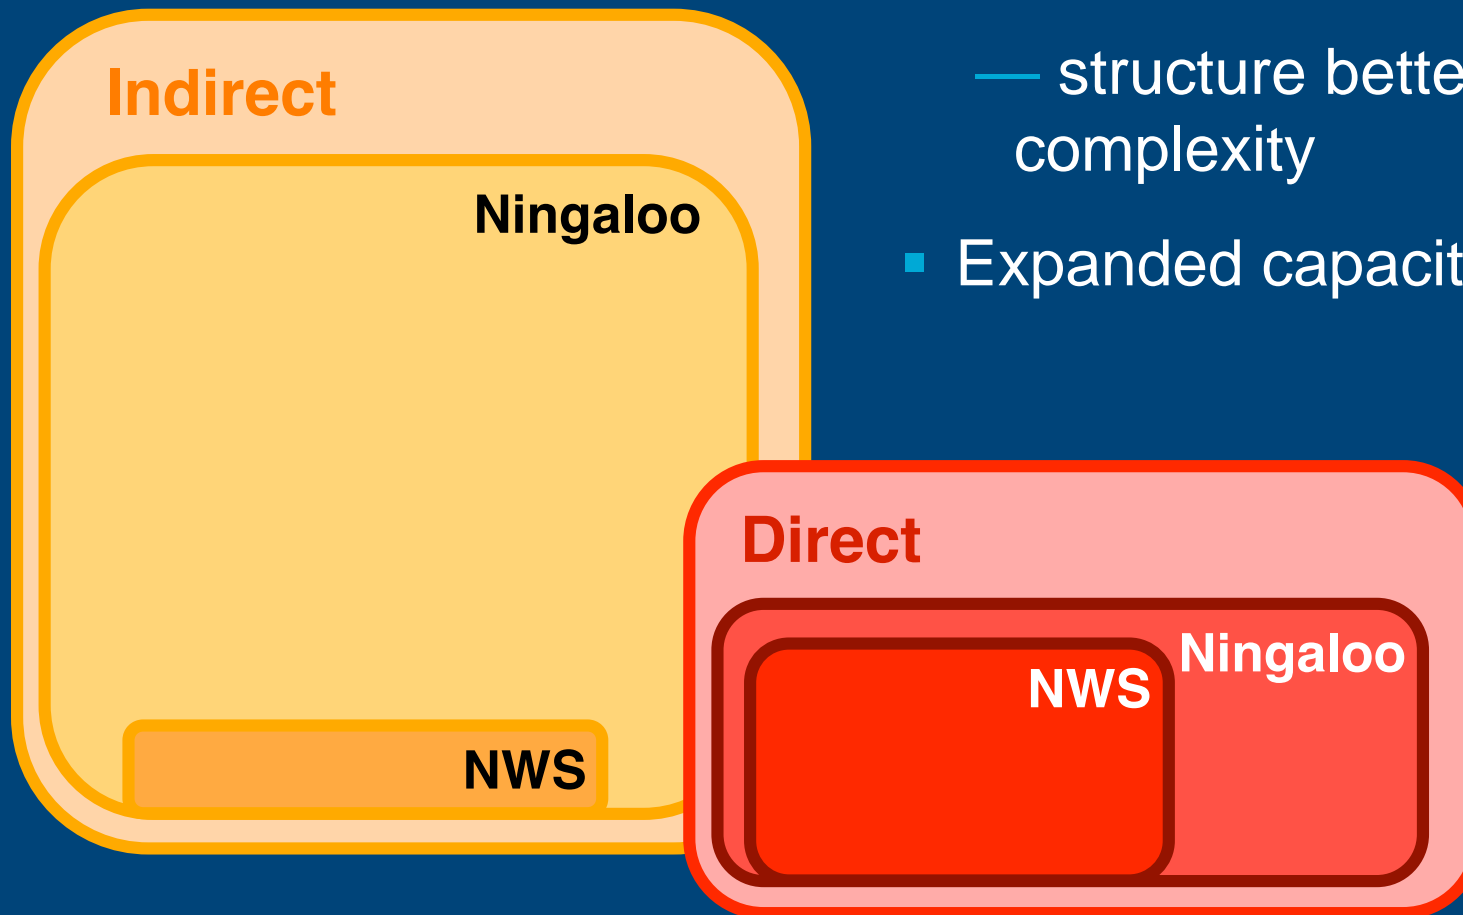 Indirect
Ningaloo
NWS
— structure bette
complexity
▪ Expanded capacit
Direct
Ningaloo
NWS